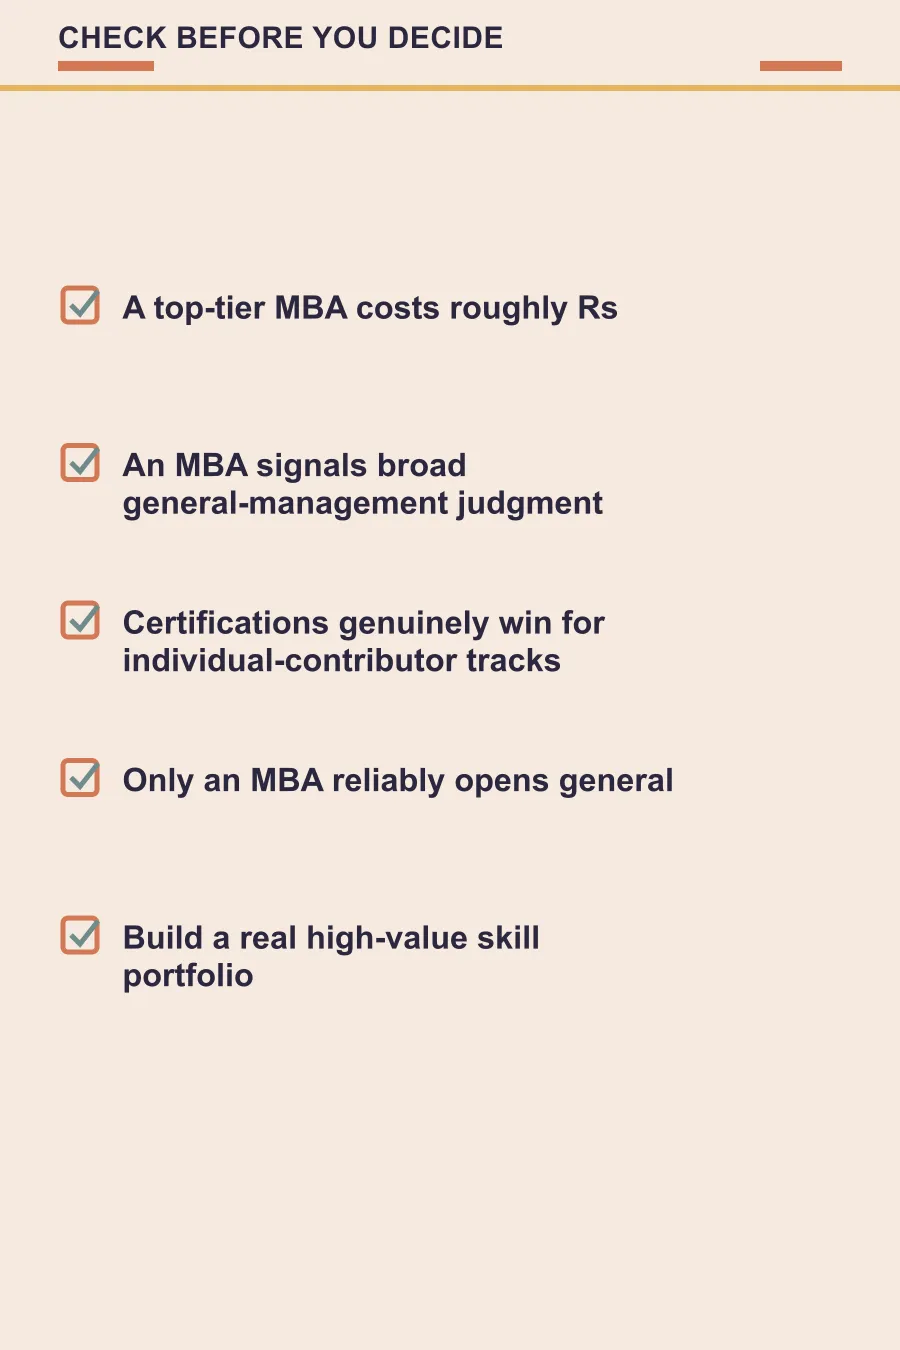 CHECK BEFORE YOU DECIDE
A top-tier MBA costs roughly Rs
An MBA signals broad
general-management judgment
Certifications genuinely win for
individual-contributor tracks
Only an MBA reliably opens general
Build a real high-value skill
portfolio